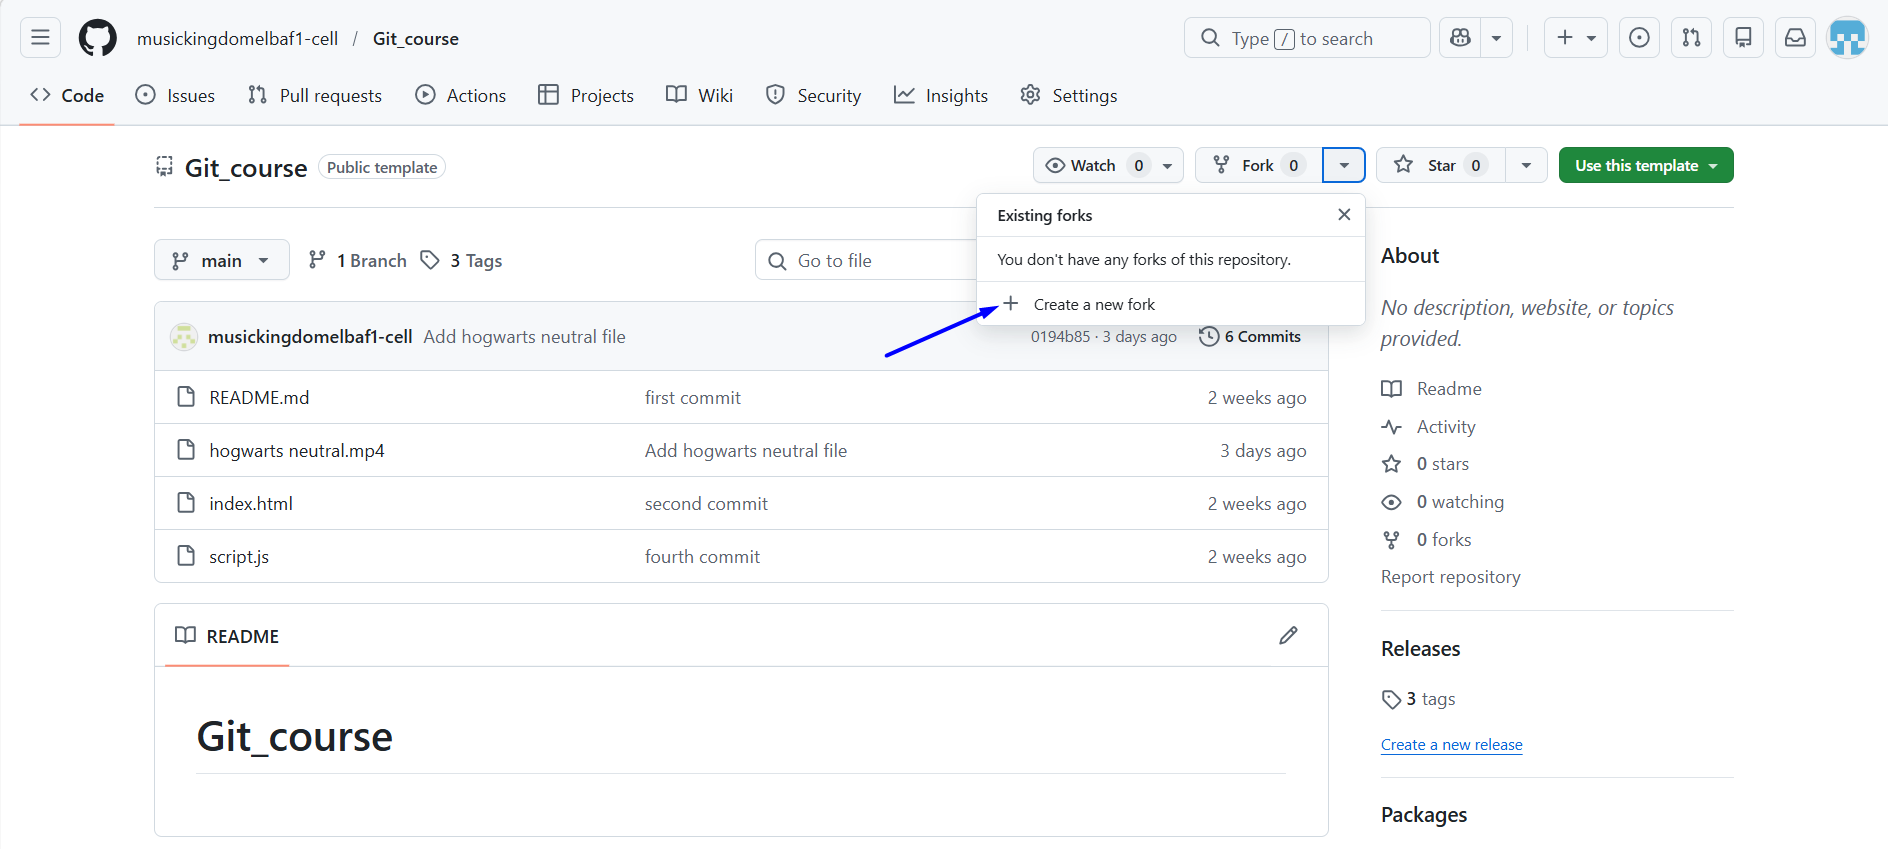 musickingdomelbaf1-cell / Git_course
Type / to search
Code Issues Pull requests Actions Projects Wiki Security Insights Settings
Git_course Public template
Watch 0 Fork 0 Star 0 Use this template
Existing forks
You don't have any forks of this repository.
Create a new fork
main 1 Branch 3 Tags Go to file
musickingdomelbaf1-cell Add hogwarts neutral file 0194b85 · 3 days ago 6 Commits
README.md first commit 2 weeks ago
hogwarts neutral.mp4 Add hogwarts neutral file 3 days ago
index.html second commit 2 weeks ago
script.js fourth commit 2 weeks ago
README
Git_course
About
No description, website, or topics
provided.
Readme
Activity
0 stars
0 watching
0 forks
Report repository
Releases
3 tags
Create a new release
Packages